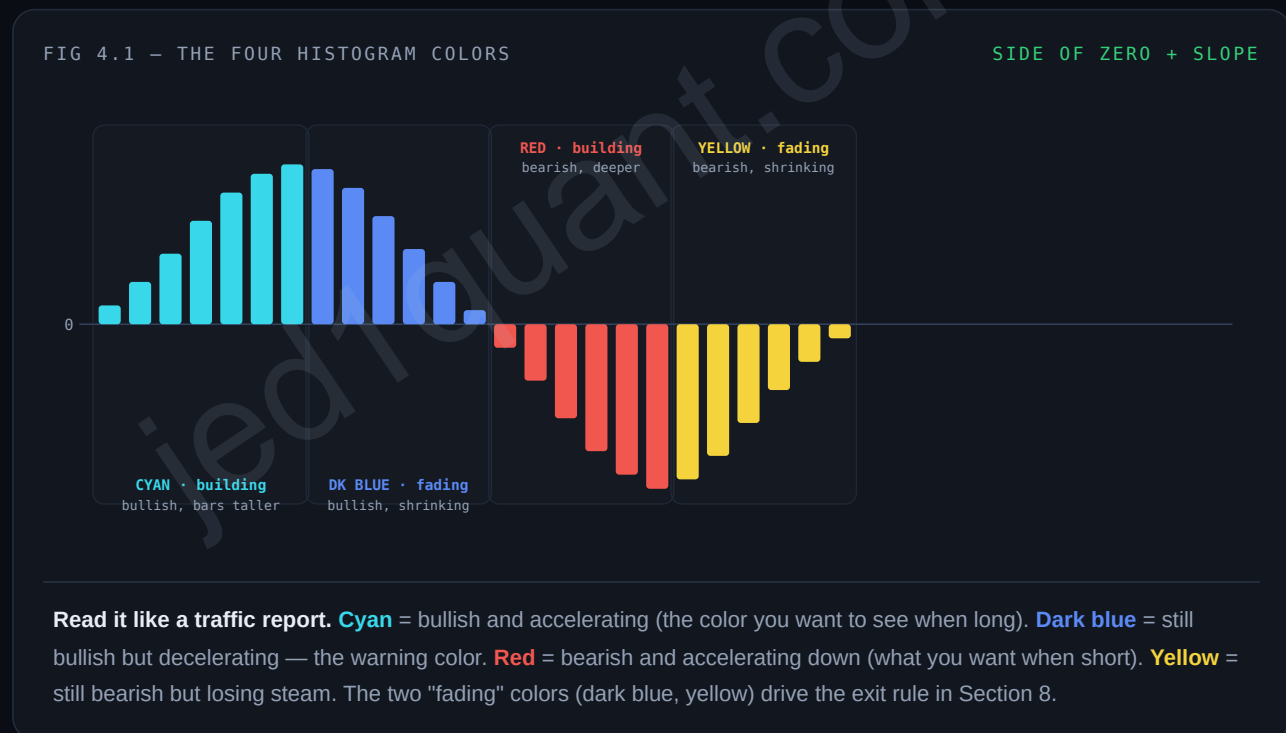 FIG 4.1 — THE FOUR HISTOGRAM COLORS
SIDE OF ZERO + SLOPE
RED · building
bearish, deeper
YELLOW · fading
bearish, shrinking
0
CYAN · building
bullish, bars taller
DK BLUE · fading
bullish, shrinking
Read it like a traffic report. Cyan = bullish and accelerating (the color you want to see when long). Dark blue = still
bullish but decelerating — the warning color. Red = bearish and accelerating down (what you want when short). Yellow =
still bearish but losing steam. The two "fading" colors (dark blue, yellow) drive the exit rule in Section 8.